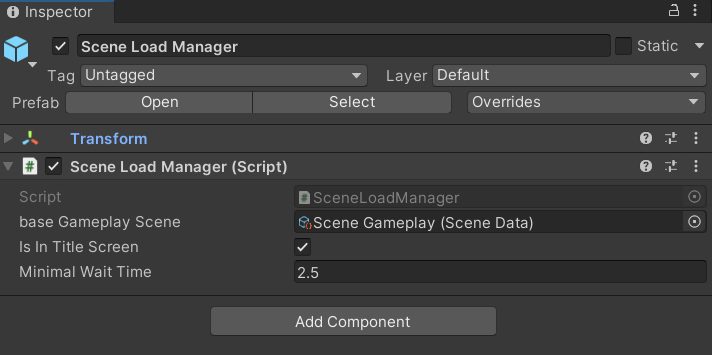 Inspector
Scene Load Manager Static
Tag Untagged Layer Default
Prefab Open Select Overrides
Transform
Scene Load Manager (Script)
Script SceneLoadManager
base Gameplay Scene Scene Gameplay (Scene Data)
Is In Title Screen
Minimal Wait Time 2.5
Add Component